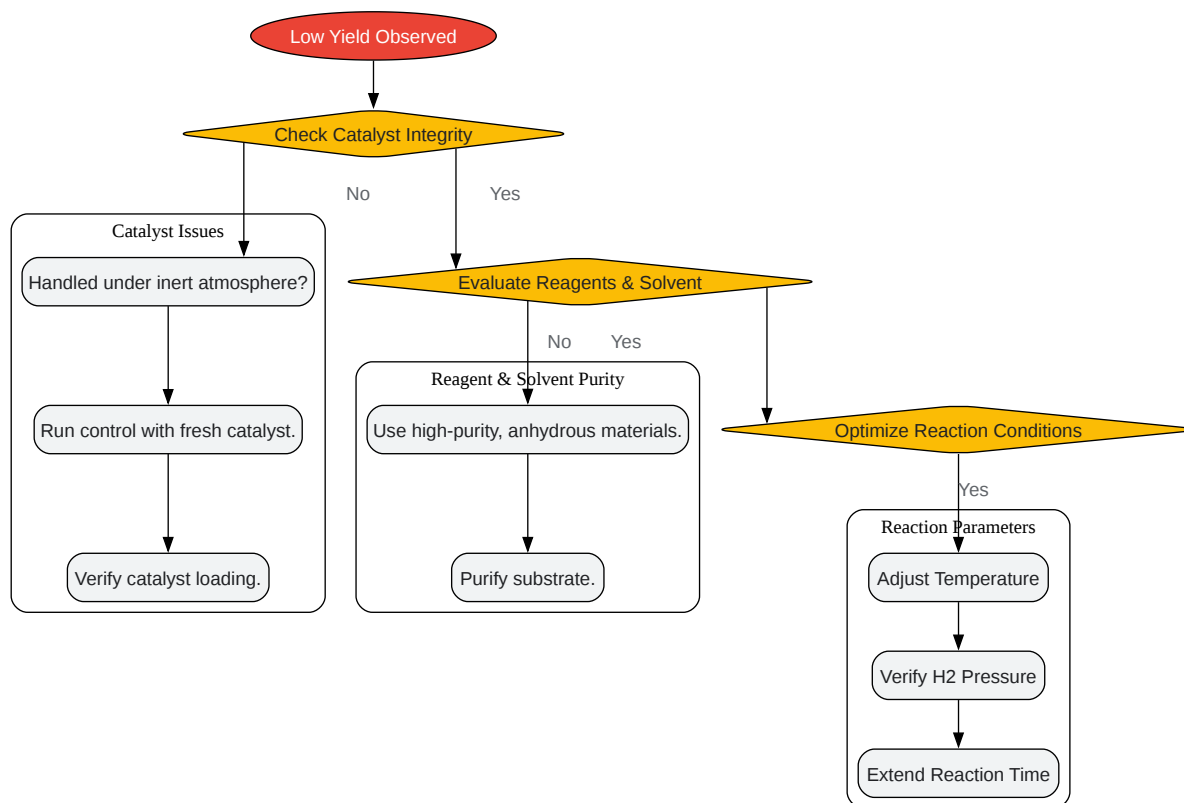 Low Yield Observed
Check Catalyst Integrity
No
Yes
Catalyst Issues
Handled under inert atmosphere?
Run control with fresh catalyst.
Verify catalyst loading.
Evaluate Reagents & Solvent
No
Yes
Reagent & Solvent Purity
Use high-purity, anhydrous materials.
Purify substrate.
Optimize Reaction Conditions
Yes
Reaction Parameters
Adjust Temperature
Verify H2 Pressure
Extend Reaction Time